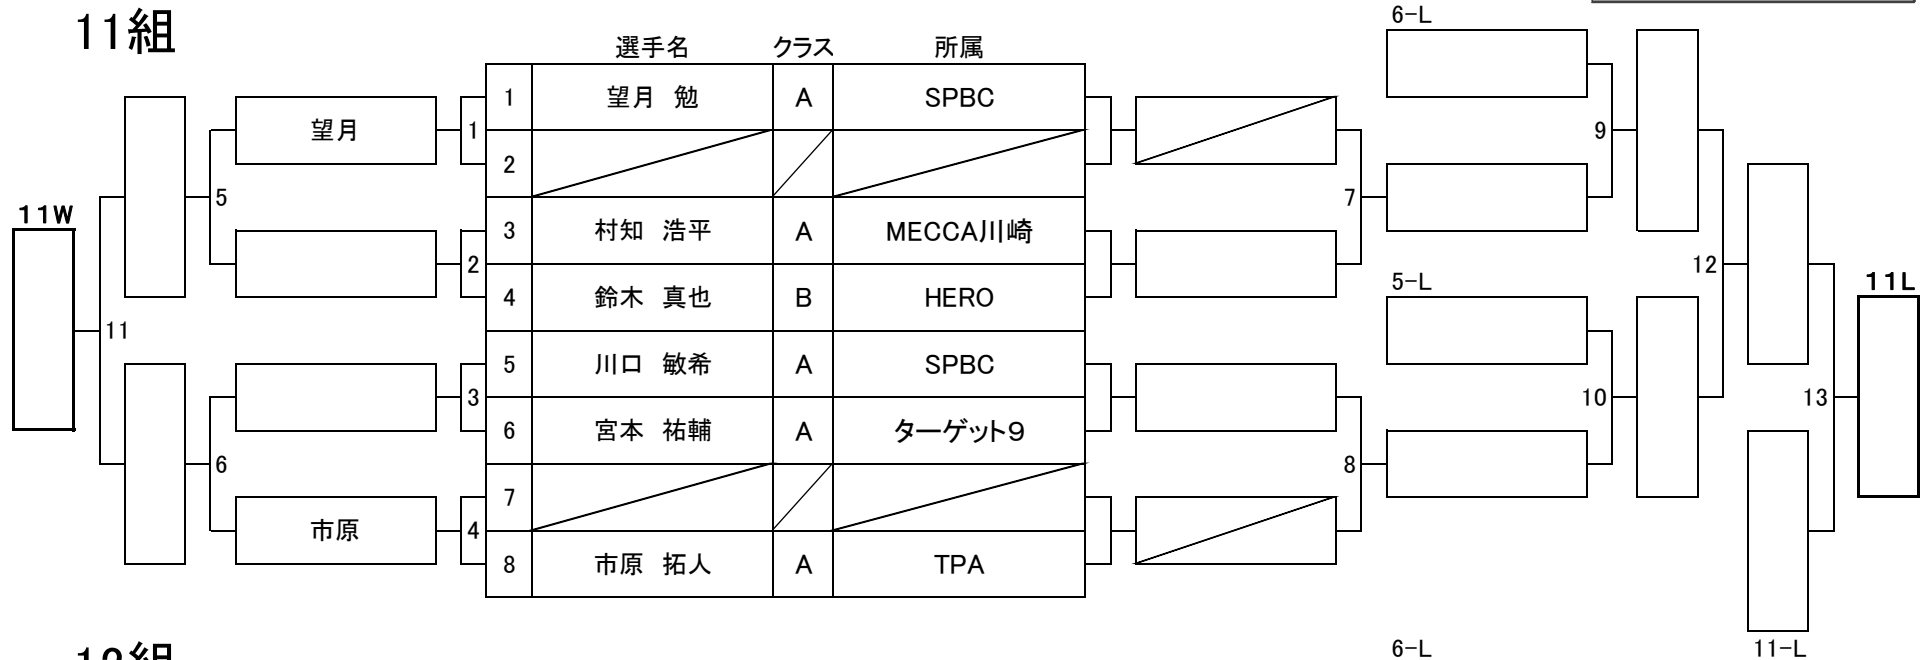 11組
6-L
選手名 クラス 所属
1 望月 勉 A SPBC
望月
1
9
2
5
7
11W
3 村知 浩平 A MECCA川崎
2
12
4 鈴木 真也 B HERO
5-L
11L
11
5 川口 敏希 A SPBC
3
10
13
6 宮本 祐輔 A ターゲット9
6
8
7
市原
4
8 市原 拓人 A TPA
6-L
11-L